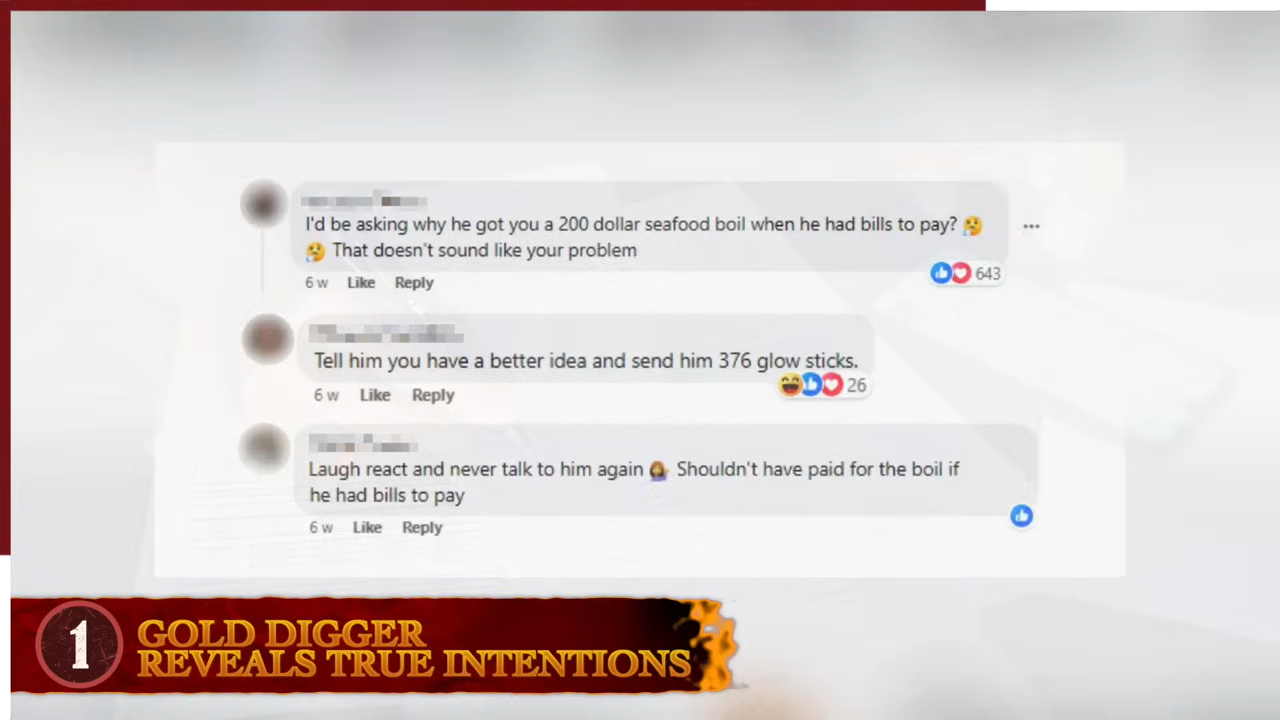 I'd be asking why he got you a 200 dollar seafood boil when he had bills to pay? 🤔
🤔 That doesn't sound like your problem
6 w Like Reply
643
Tell him you have a better idea and send him 376 glow sticks.
6 w Like Reply
26
Laugh react and never talk to him again 💁🏽‍♀️ Shouldn't have paid for the boil if
he had bills to pay
6 w Like Reply
1
GOLD DIGGER
REVEALS TRUE INTENTIONS